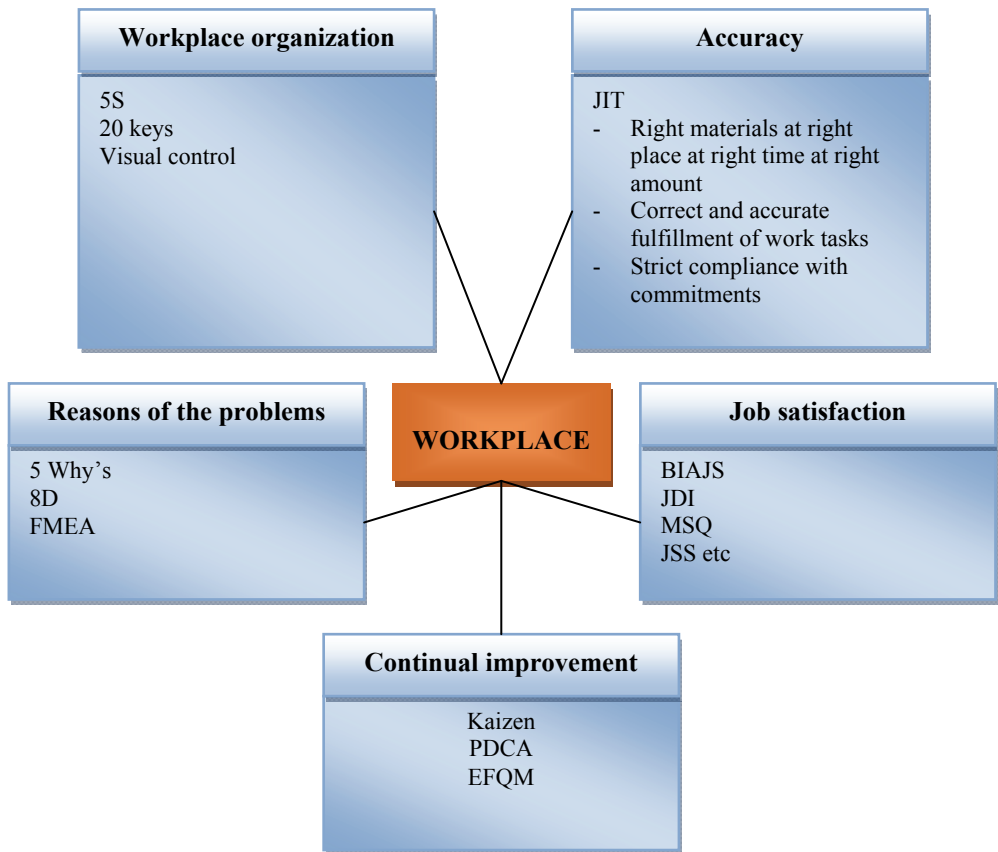 Workplace organization
5S
20 keys
Visual control
Accuracy
JIT
- Right materials at right
place at right time at right
amount
- Correct and accurate
fulfillment of work tasks
- Strict compliance with
commitments
Reasons of the problems
5 Why’s
8D
FMEA
WORKPLACE
Job satisfaction
BIAJS
JDI
MSQ
JSS etc
Continual improvement
Kaizen
PDCA
EFQM